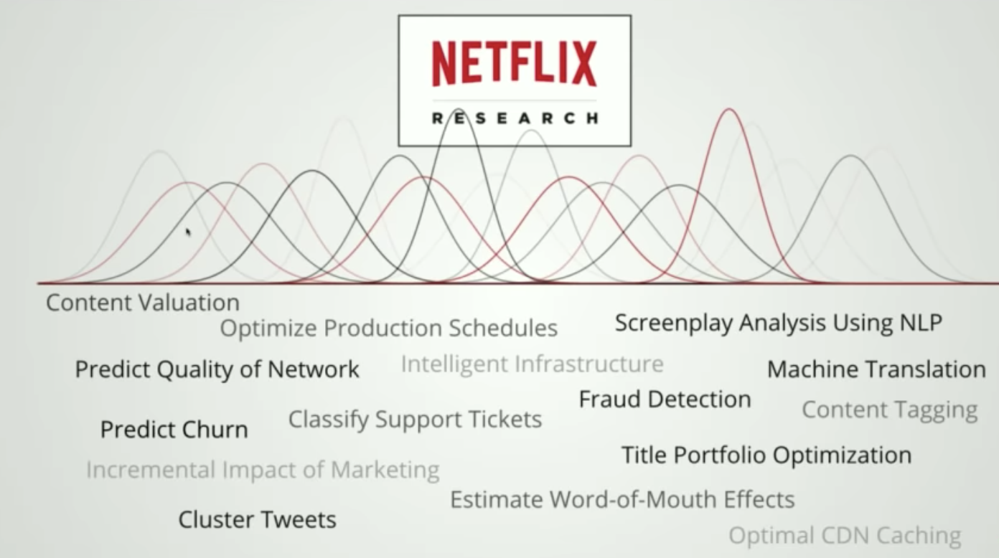 NETFLIX
RESEARCH
Content Valuation
Optimize Production Schedules
Screenplay Analysis Using NLP
Predict Quality of Network
Intelligent Infrastructure
Machine Translation
Fraud Detection
Content Tagging
Classify Support Tickets
Predict Churn
Title Portfolio Optimization
Incremental Impact of Marketing
Estimate Word-of-Mouth Effects
Cluster Tweets
Optimal CDN Caching